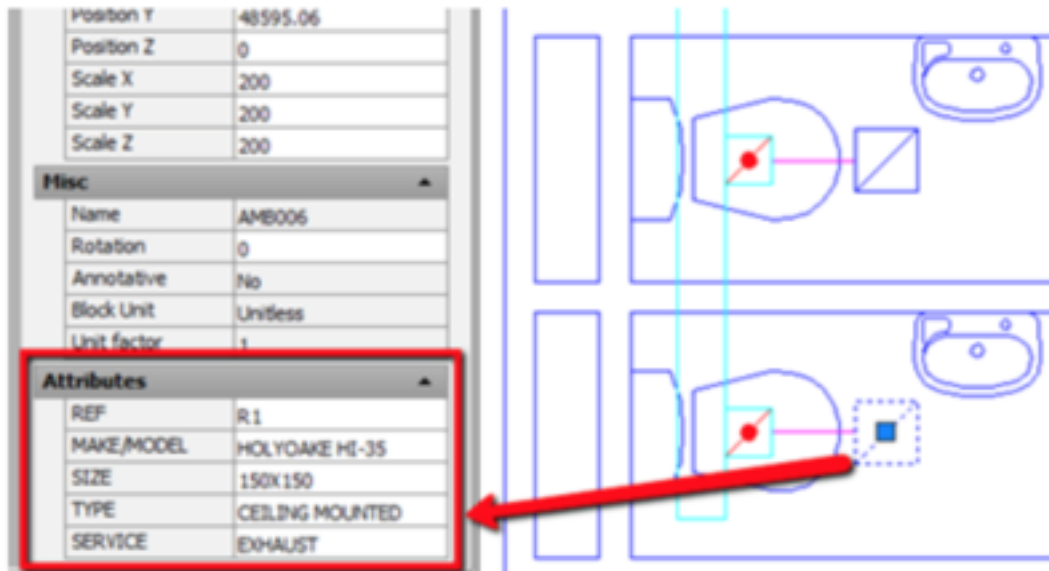 Position Y 48595.06
Position Z 0
Scale X 200
Scale Y 200
Scale Z 200
Misc
Name AMB006
Rotation 0
Annotative No
Block Unit Unitless
Unit factor 1
Attributes
REF R1
MAKE/MODEL HOLYOAKE HI-35
SIZE 150X150
TYPE CEILING MOUNTED
SERVICE EXHAUST